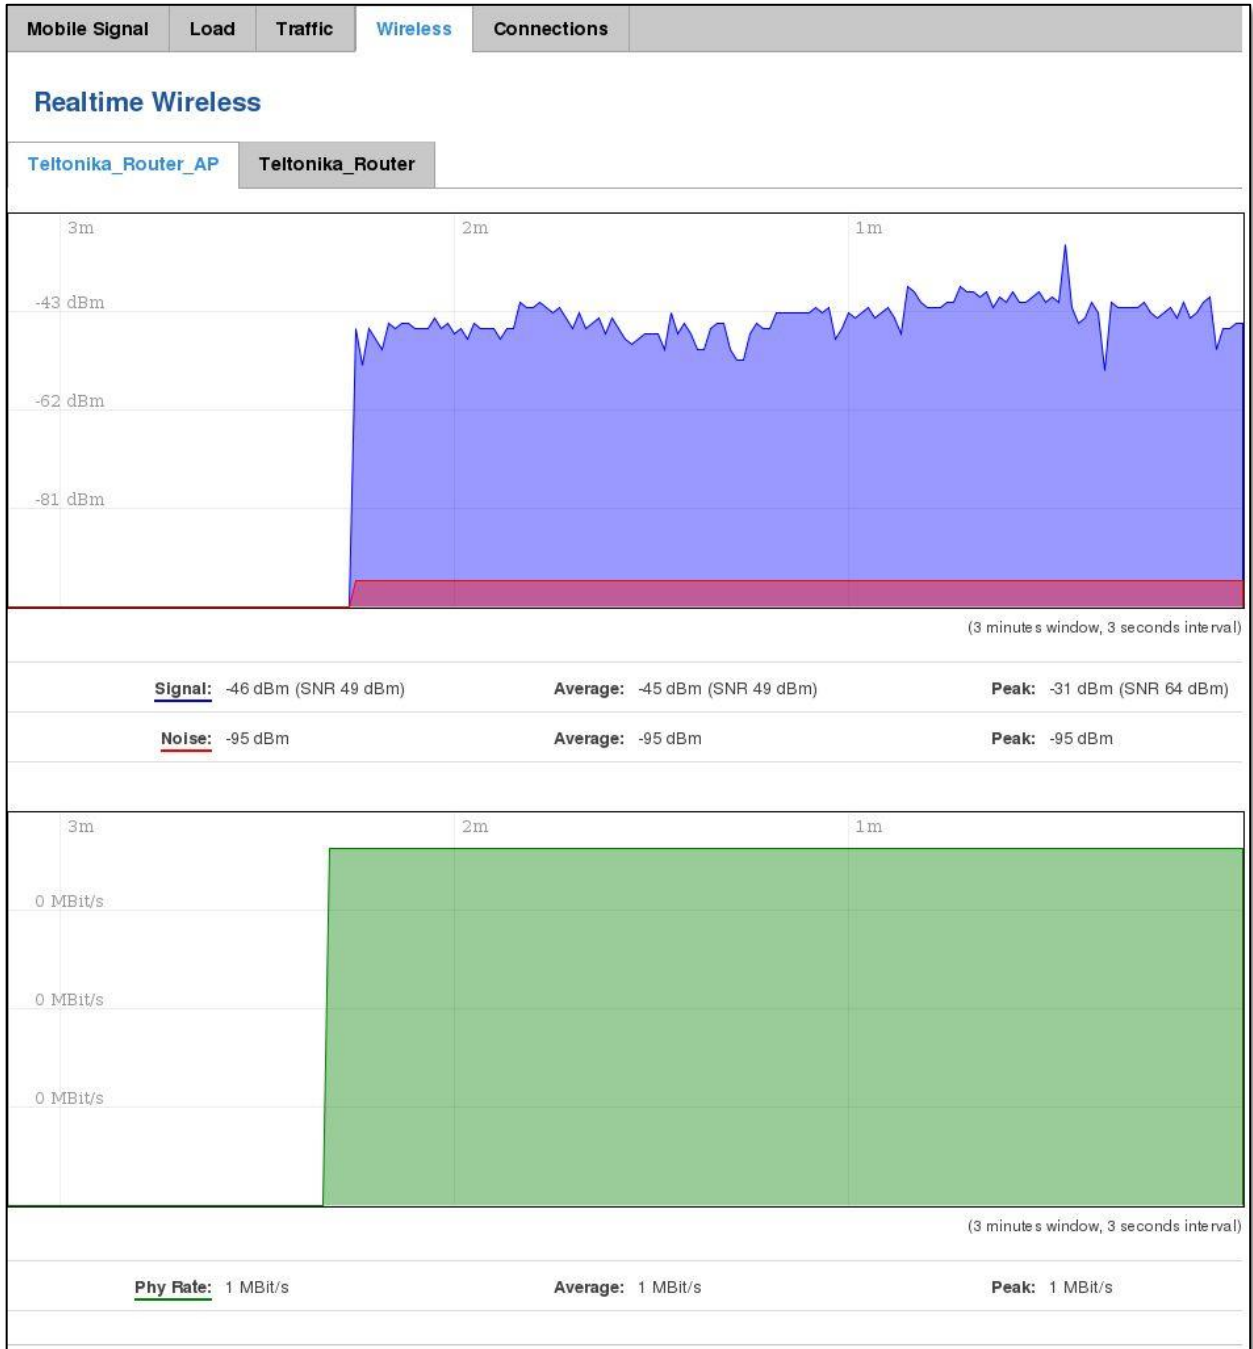 Mobile Signal Load Traffic Wireless Connections
Realtime Wireless
Teltonika_Router_AP Teltonika_Router
3m 2m 1m
-43 dBm
-62 dBm
-81 dBm
(3 minutes window, 3 seconds interval)
Signal: -46 dBm (SNR 49 dBm) Average: -45 dBm (SNR 49 dBm) Peak: -31 dBm (SNR 64 dBm)
Noise: -95 dBm Average: -95 dBm Peak: -95 dBm
3m 2m 1m
0 MBit/s
0 MBit/s
0 MBit/s
(3 minutes window, 3 seconds interval)
Phy Rate: 1 MBit/s Average: 1 MBit/s Peak: 1 MBit/s